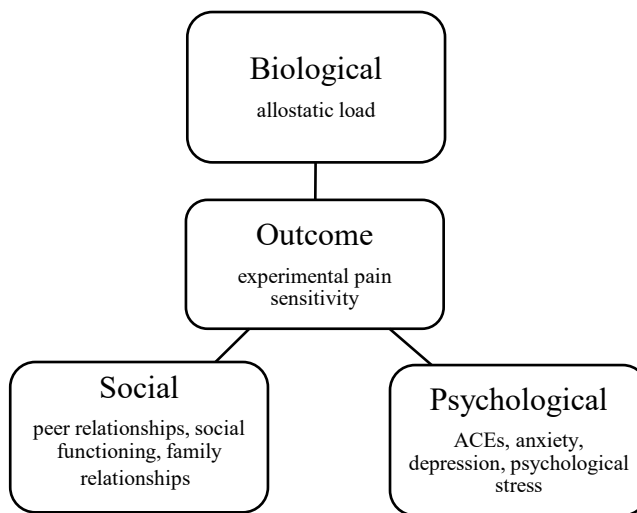 Biological
allostatic load
Outcome
experimental pain
sensitivity
Social
peer relationships, social
functioning, family
relationships
Psychological
ACEs, anxiety,
depression, psychological
stress